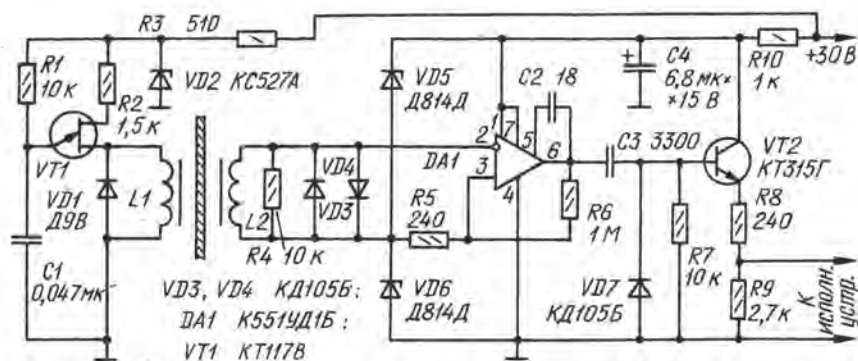 R3 510
R1
10к
R2
1,5к
VD2 КС527А
VT1
VD1
Д9В
L1
C1
0,047мк
L2
R4
10к
VD4
VD3
VD5
Д814Д
R5
240
VD6
Д814Д
DA1
1
2
3
7
5
4
6
C2 18
C3 3300
R6
1М
C4
6,8мк×
×15В
R10
1к
+30В
VT2
КТ315Г
R8
240
R7
10к
VD7
КД105Б
R9
2,7к
К
исполн.
устр.
VD3, VD4 КД105Б;
DA1 К551УД1Б;
VT1 КТ117В